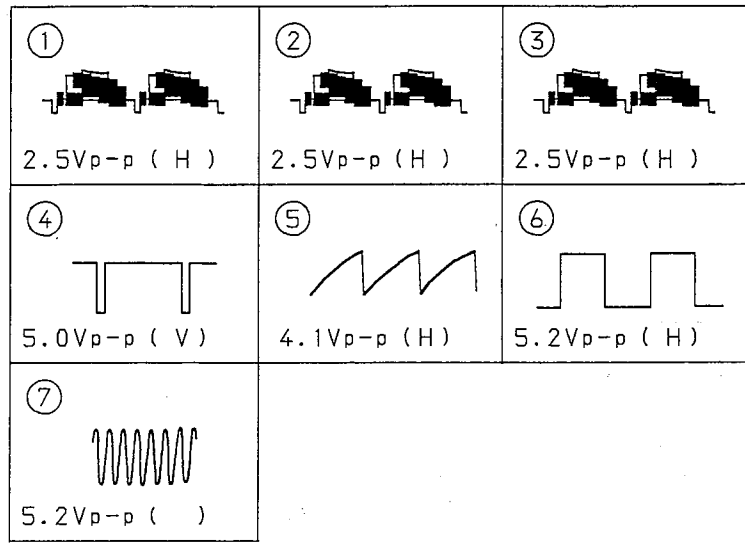 ① ② ③
2.5Vp-p ( H ) 2.5Vp-p (H) 2.5Vp-p ( H )
④ ⑤ ⑥
5.0Vp-p ( V ) 4.1Vp-p (H) 5.2Vp-p ( H )
⑦
5.2Vp-p (   )